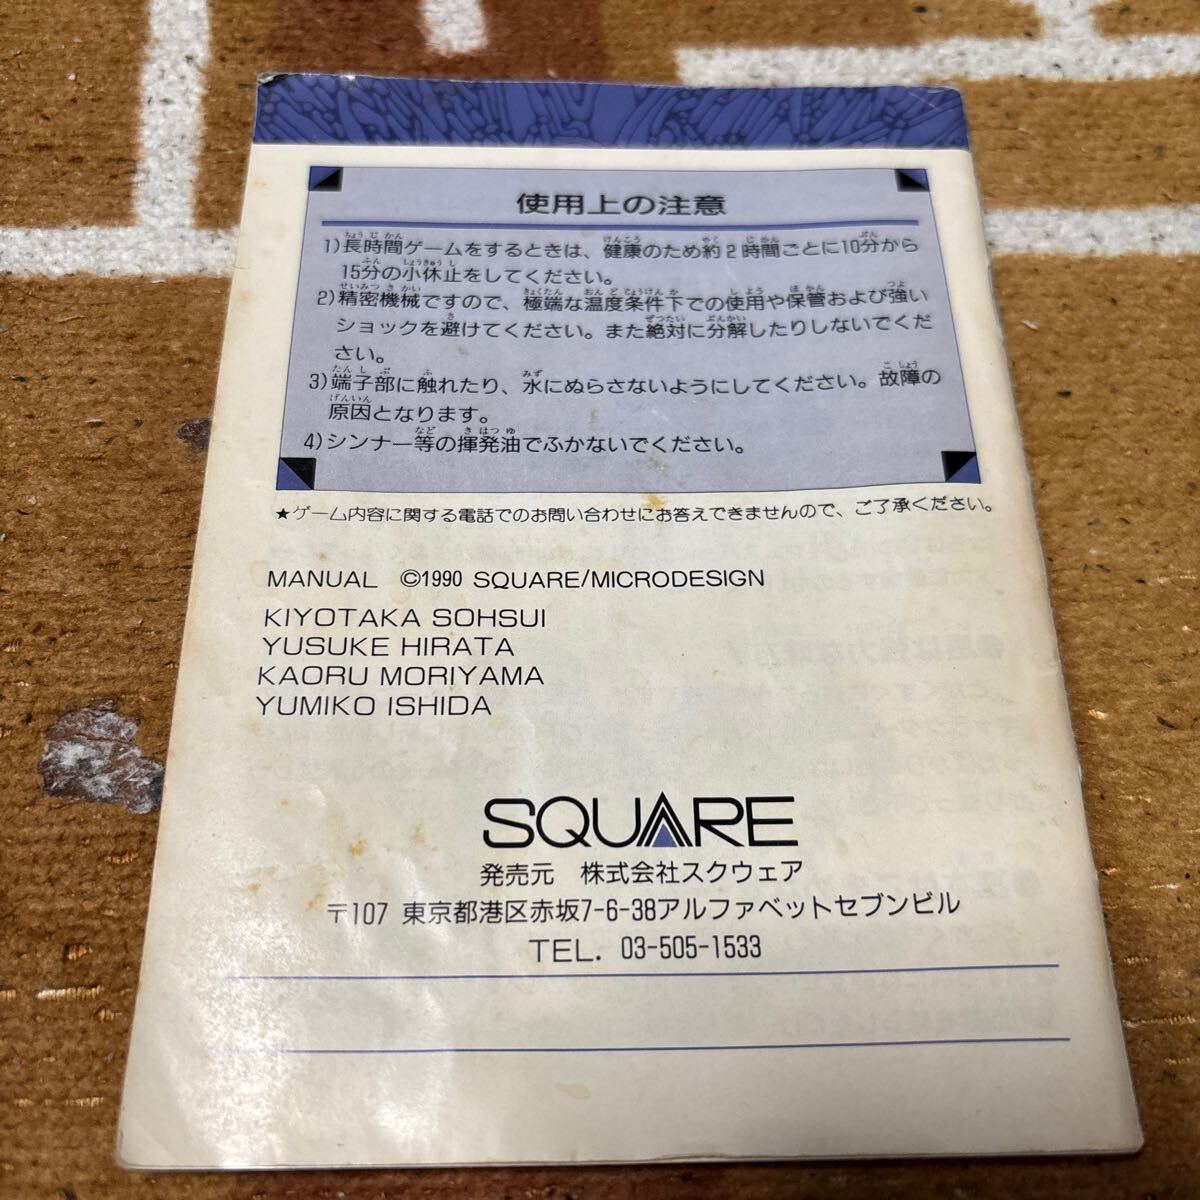 使用上の注意
1)長時間ゲームをするときは、健康のため約2時間ごとに10分から
15分の小休止をしてください。
2)精密機械ですので、極端な温度条件下での使用や保管および強い
ショックを避けてください。また絶対に分解したりしないでくだ
さい。
3)端子部に触れたり、水にぬらさないようにしてください。故障の
原因となります。
4)シンナー等の揮発油でふかないでください。
★ゲーム内容に関する電話でのお問い合わせにお答えできませんので、ご了承ください。
MANUAL ©1990 SQUARE/MICRODESIGN
KIYOTAKA SOHSUI
YUSUKE HIRATA
KAORU MORIYAMA
YUMIKO ISHIDA
SQUARE
発売元 株式会社スクウェア
〒107 東京都港区赤坂7-6-38アルファベットセブンビル
TEL. 03-505-1533